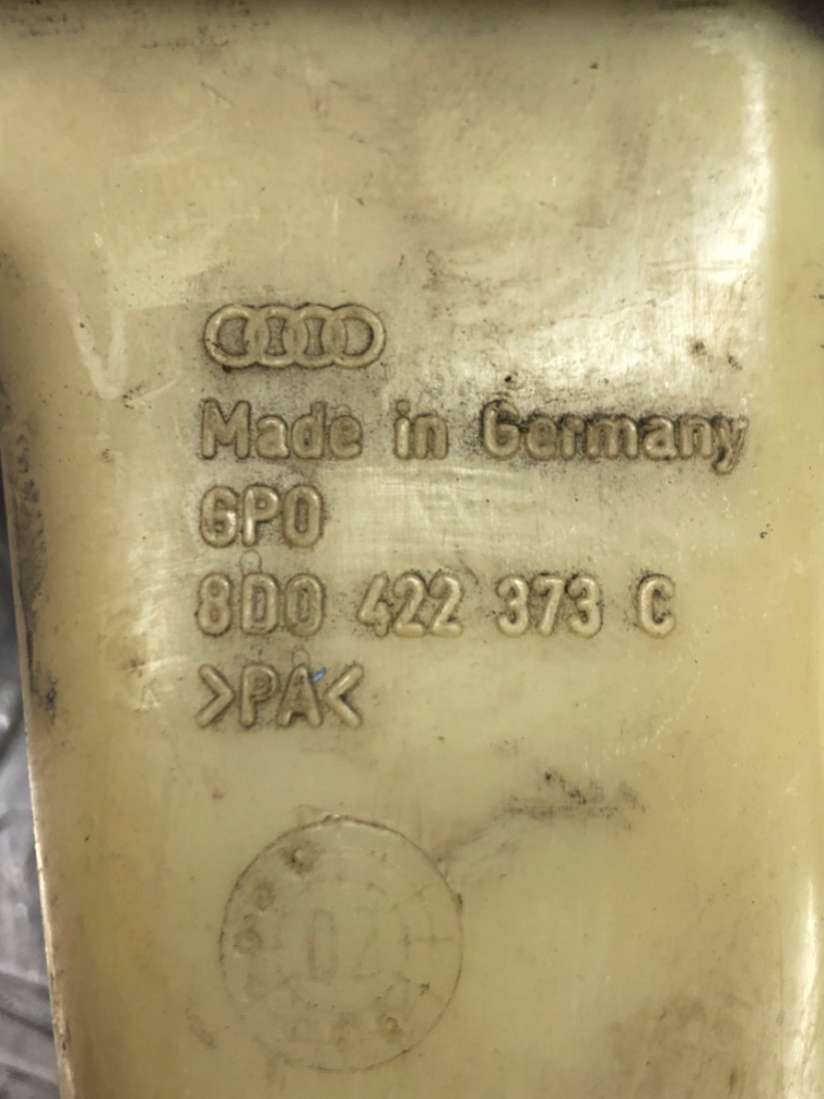 Made in Germany
GPO
8D0 422 373 C
>PA<